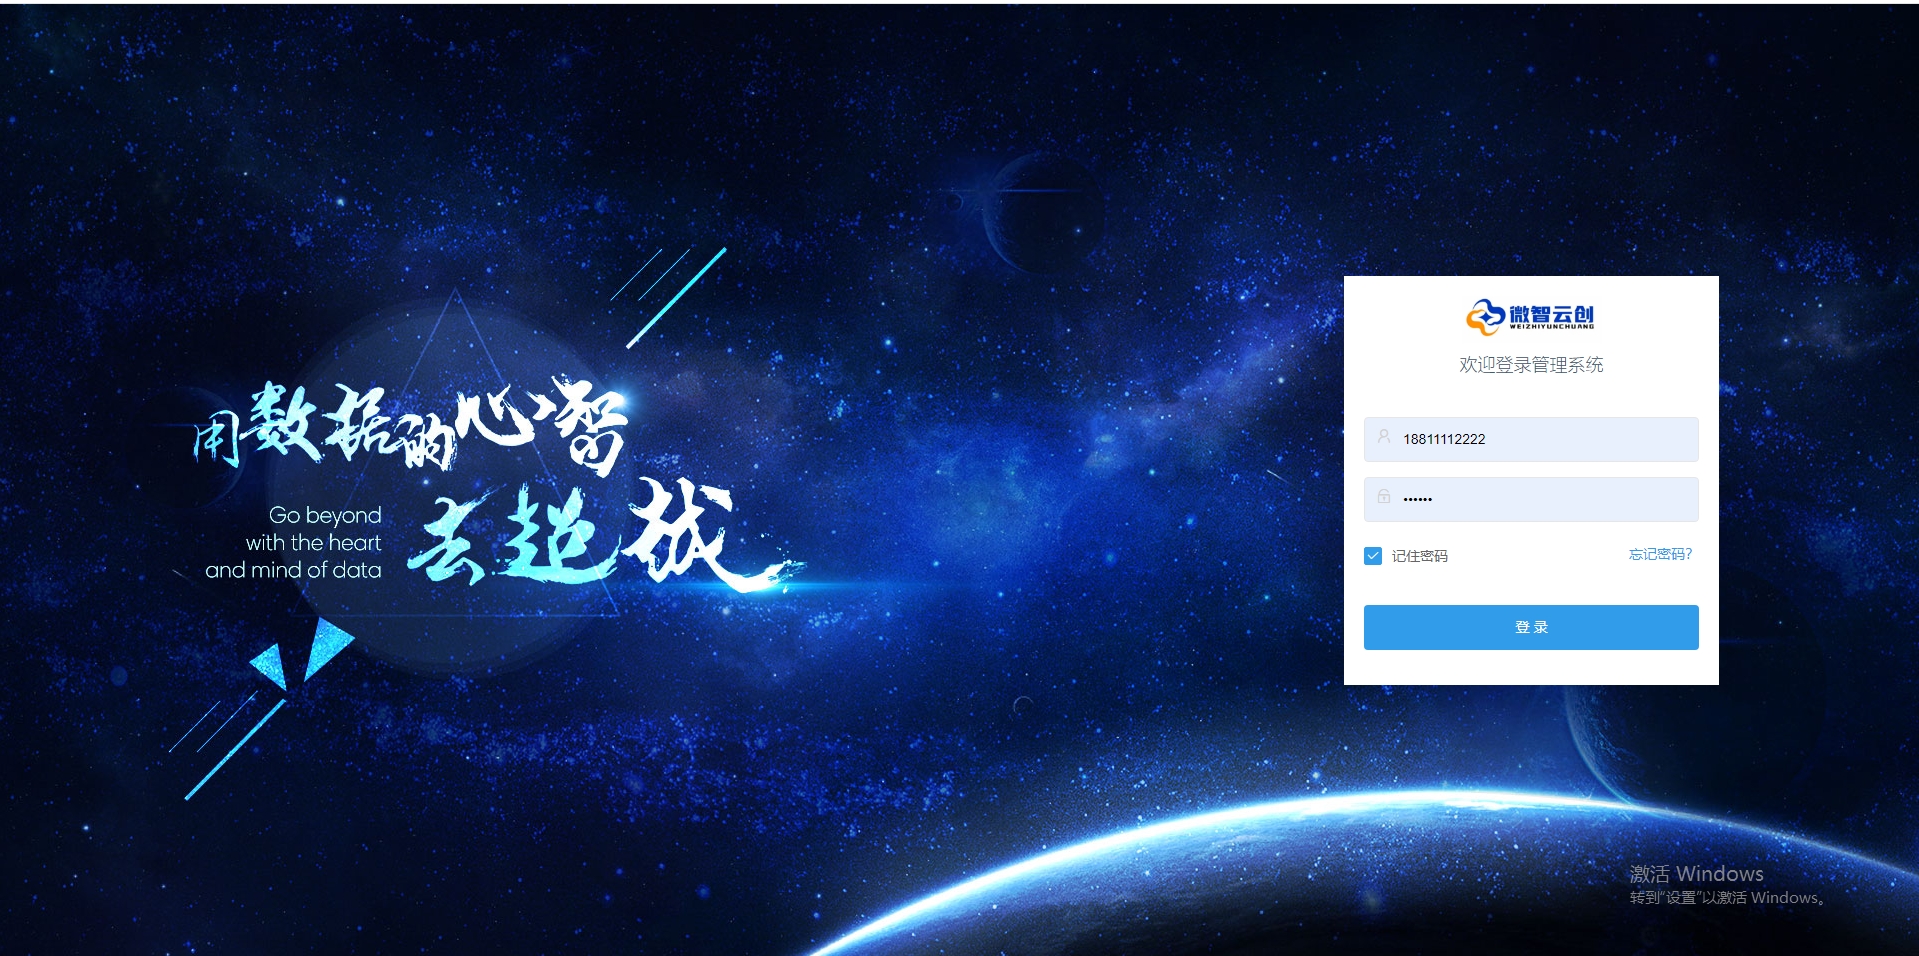 用数据的心智
去超越
Go beyond
with the heart
and mind of data
微智云创
WEIZHIYUNCHUANG
欢迎登录管理系统
18811112222
••••••
记住密码
忘记密码?
登录
激活 Windows
转到“设置”以激活 Windows。